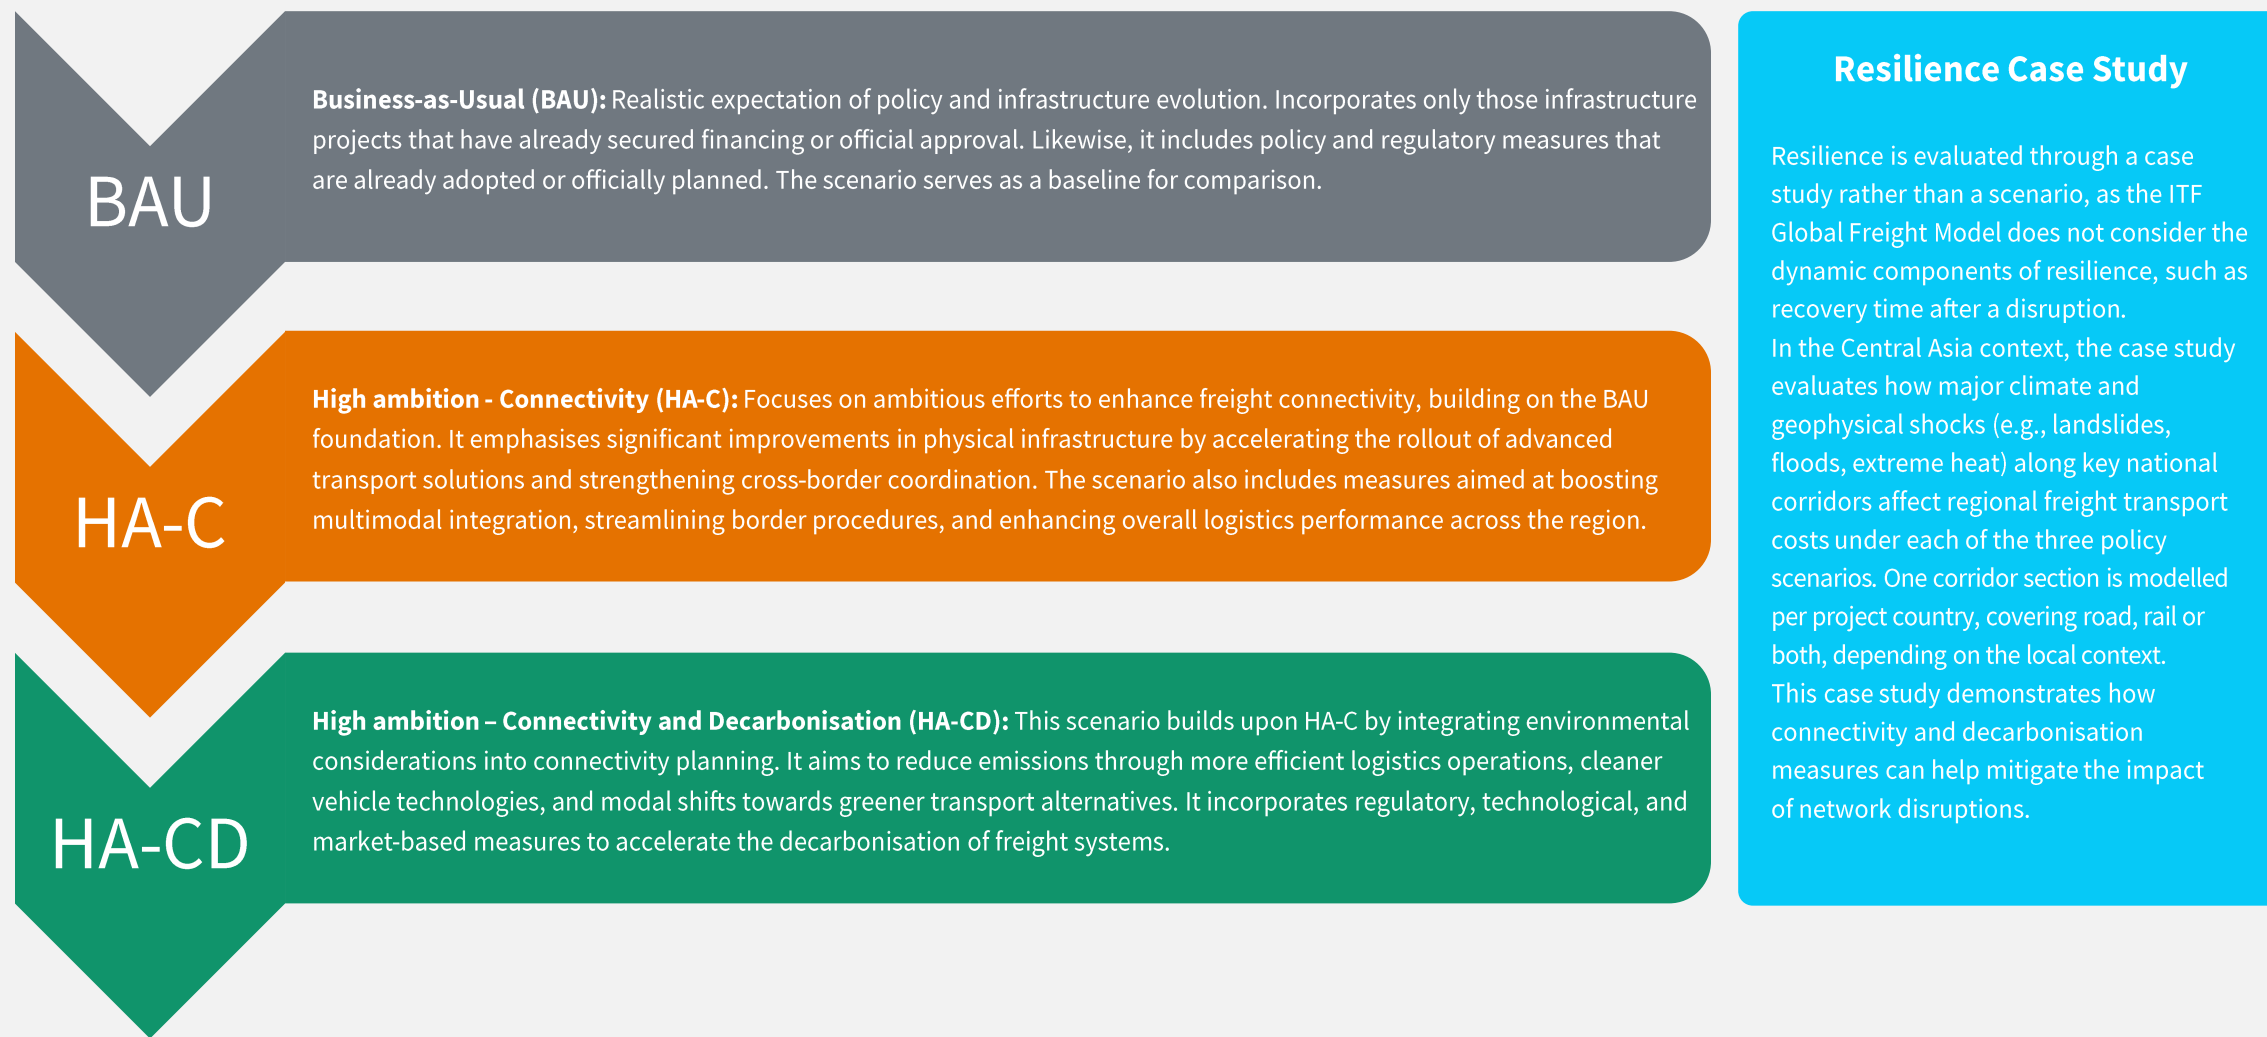 BAU
Business-as-Usual (BAU): Realistic expectation of policy and infrastructure evolution. Incorporates only those infrastructure
projects that have already secured financing or official approval. Likewise, it includes policy and regulatory measures that
are already adopted or officially planned. The scenario serves as a baseline for comparison.
HA-C
High ambition - Connectivity (HA-C): Focuses on ambitious efforts to enhance freight connectivity, building on the BAU
foundation. It emphasises significant improvements in physical infrastructure by accelerating the rollout of advanced
transport solutions and strengthening cross-border coordination. The scenario also includes measures aimed at boosting
multimodal integration, streamlining border procedures, and enhancing overall logistics performance across the region.
HA-CD
High ambition – Connectivity and Decarbonisation (HA-CD): This scenario builds upon HA-C by integrating environmental
considerations into connectivity planning. It aims to reduce emissions through more efficient logistics operations, cleaner
vehicle technologies, and modal shifts towards greener transport alternatives. It incorporates regulatory, technological, and
market-based measures to accelerate the decarbonisation of freight systems.
Resilience Case Study
Resilience is evaluated through a case
study rather than a scenario, as the ITF
Global Freight Model does not consider the
dynamic components of resilience, such as
recovery time after a disruption.
In the Central Asia context, the case study
evaluates how major climate and
geophysical shocks (e.g., landslides,
floods, extreme heat) along key national
corridors affect regional freight transport
costs under each of the three policy
scenarios. One corridor section is modelled
per project country, covering road, rail or
both, depending on the local context.
This case study demonstrates how
connectivity and decarbonisation
measures can help mitigate the impact
of network disruptions.